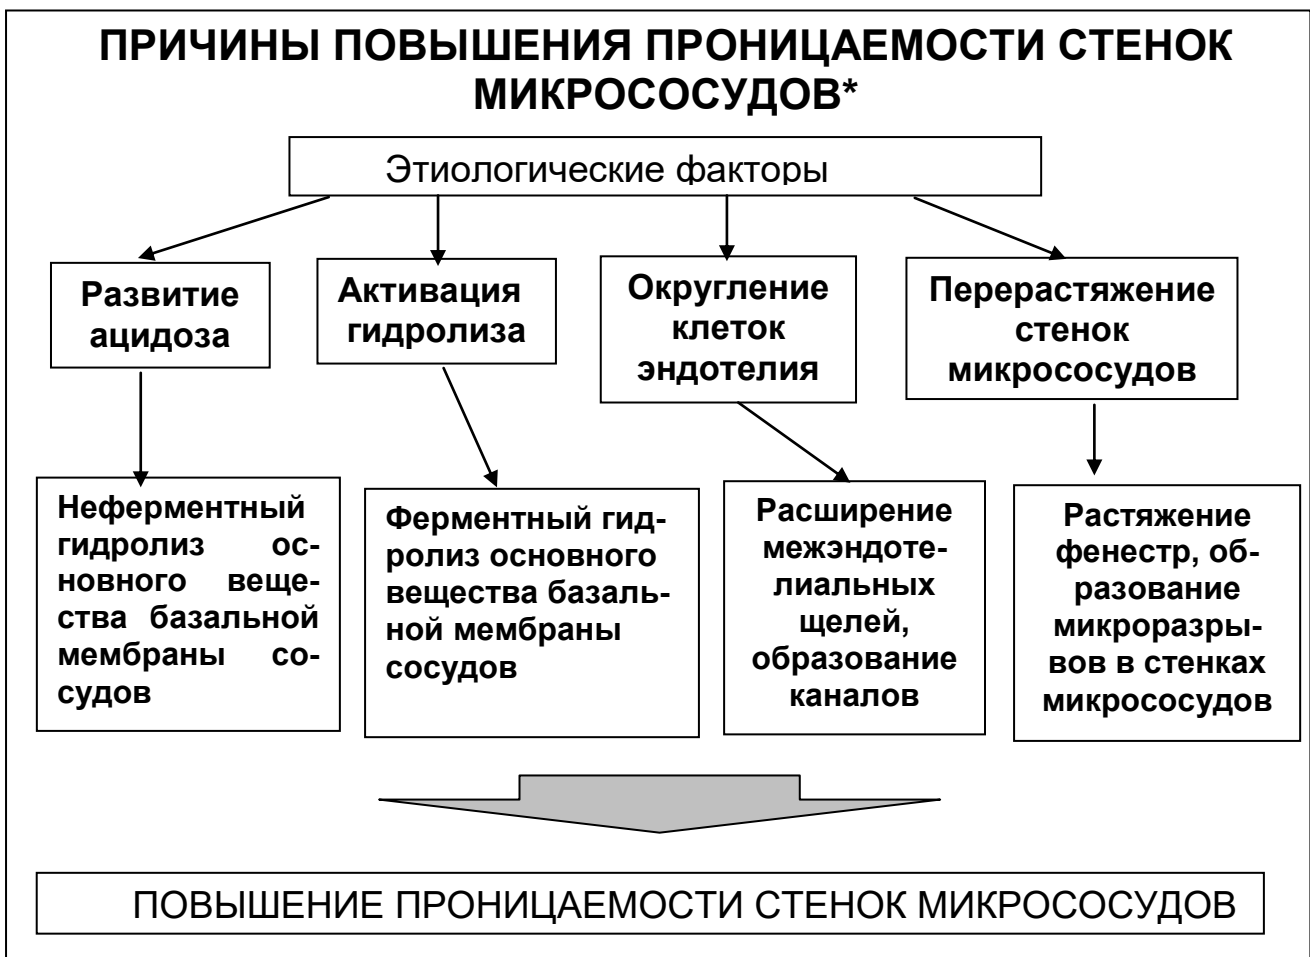 ПРИЧИНЫ ПОВЫШЕНИЯ ПРОНИЦАЕМОСТИ СТЕНОК
МИКРОСОСУДОВ*
Этиологические факторы
Развитие
ацидоза
Активация
гидролиза
Округление
клеток
эндотелия
Перерастяжение
стенок
микрососудов
Неферментный
гидролиз ос-
новного веще-
ства базальной
мембраны со-
судов
Ферментный гид-
ролиз основного
вещества базаль-
ной мембраны
сосудов
Расширение
межэндоте-
лиальных
щелей,
образование
каналов
Растяжение
фенестр, об-
разование
микроразры-
вов в стенках
микрососудов
ПОВЫШЕНИЕ ПРОНИЦАЕМОСТИ СТЕНОК МИКРОСОСУДОВ